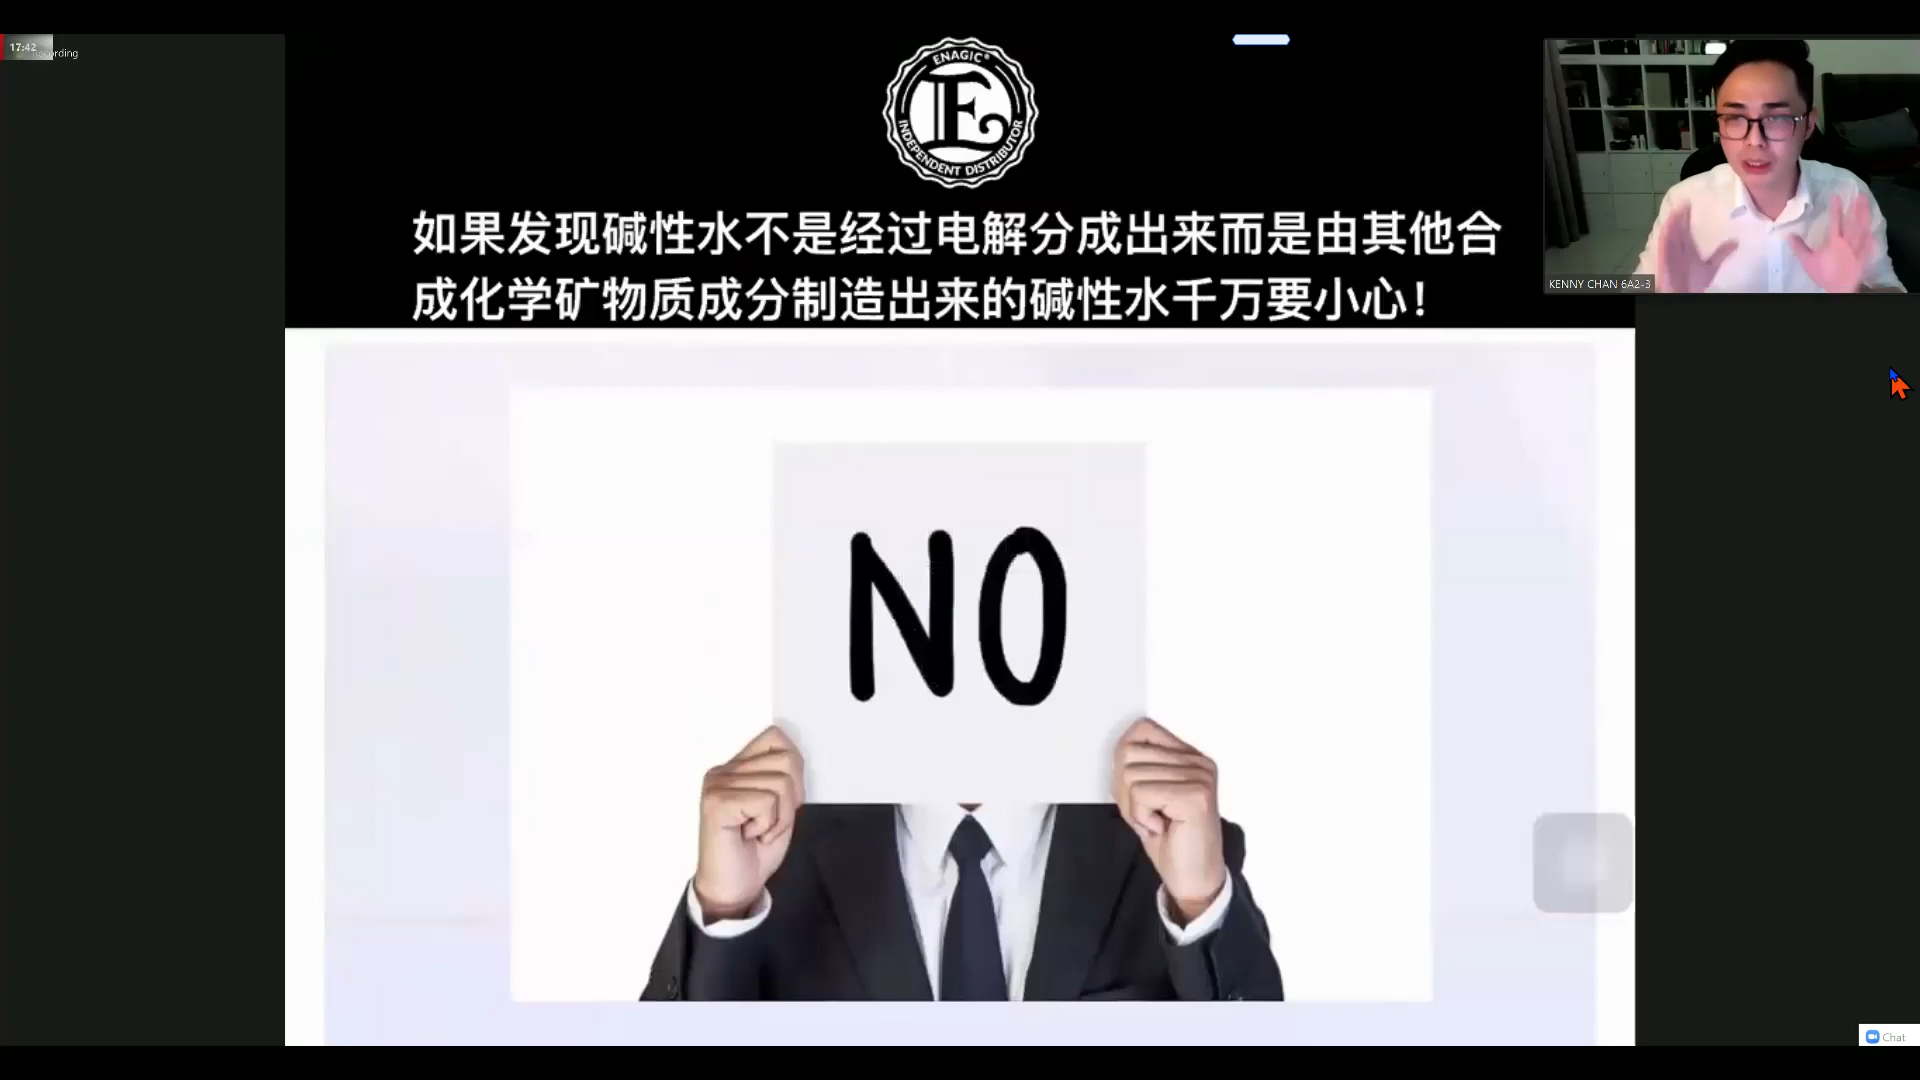 17:42
ording
ENAGIC®
E
INDEPENDENT DISTRIBUTOR
如果发现碱性水不是经过电解分成出来而是由其他合
成化学矿物质成分制造出来的碱性水千万要小心！
KENNY CHAN 6A2-3
NO
Chat